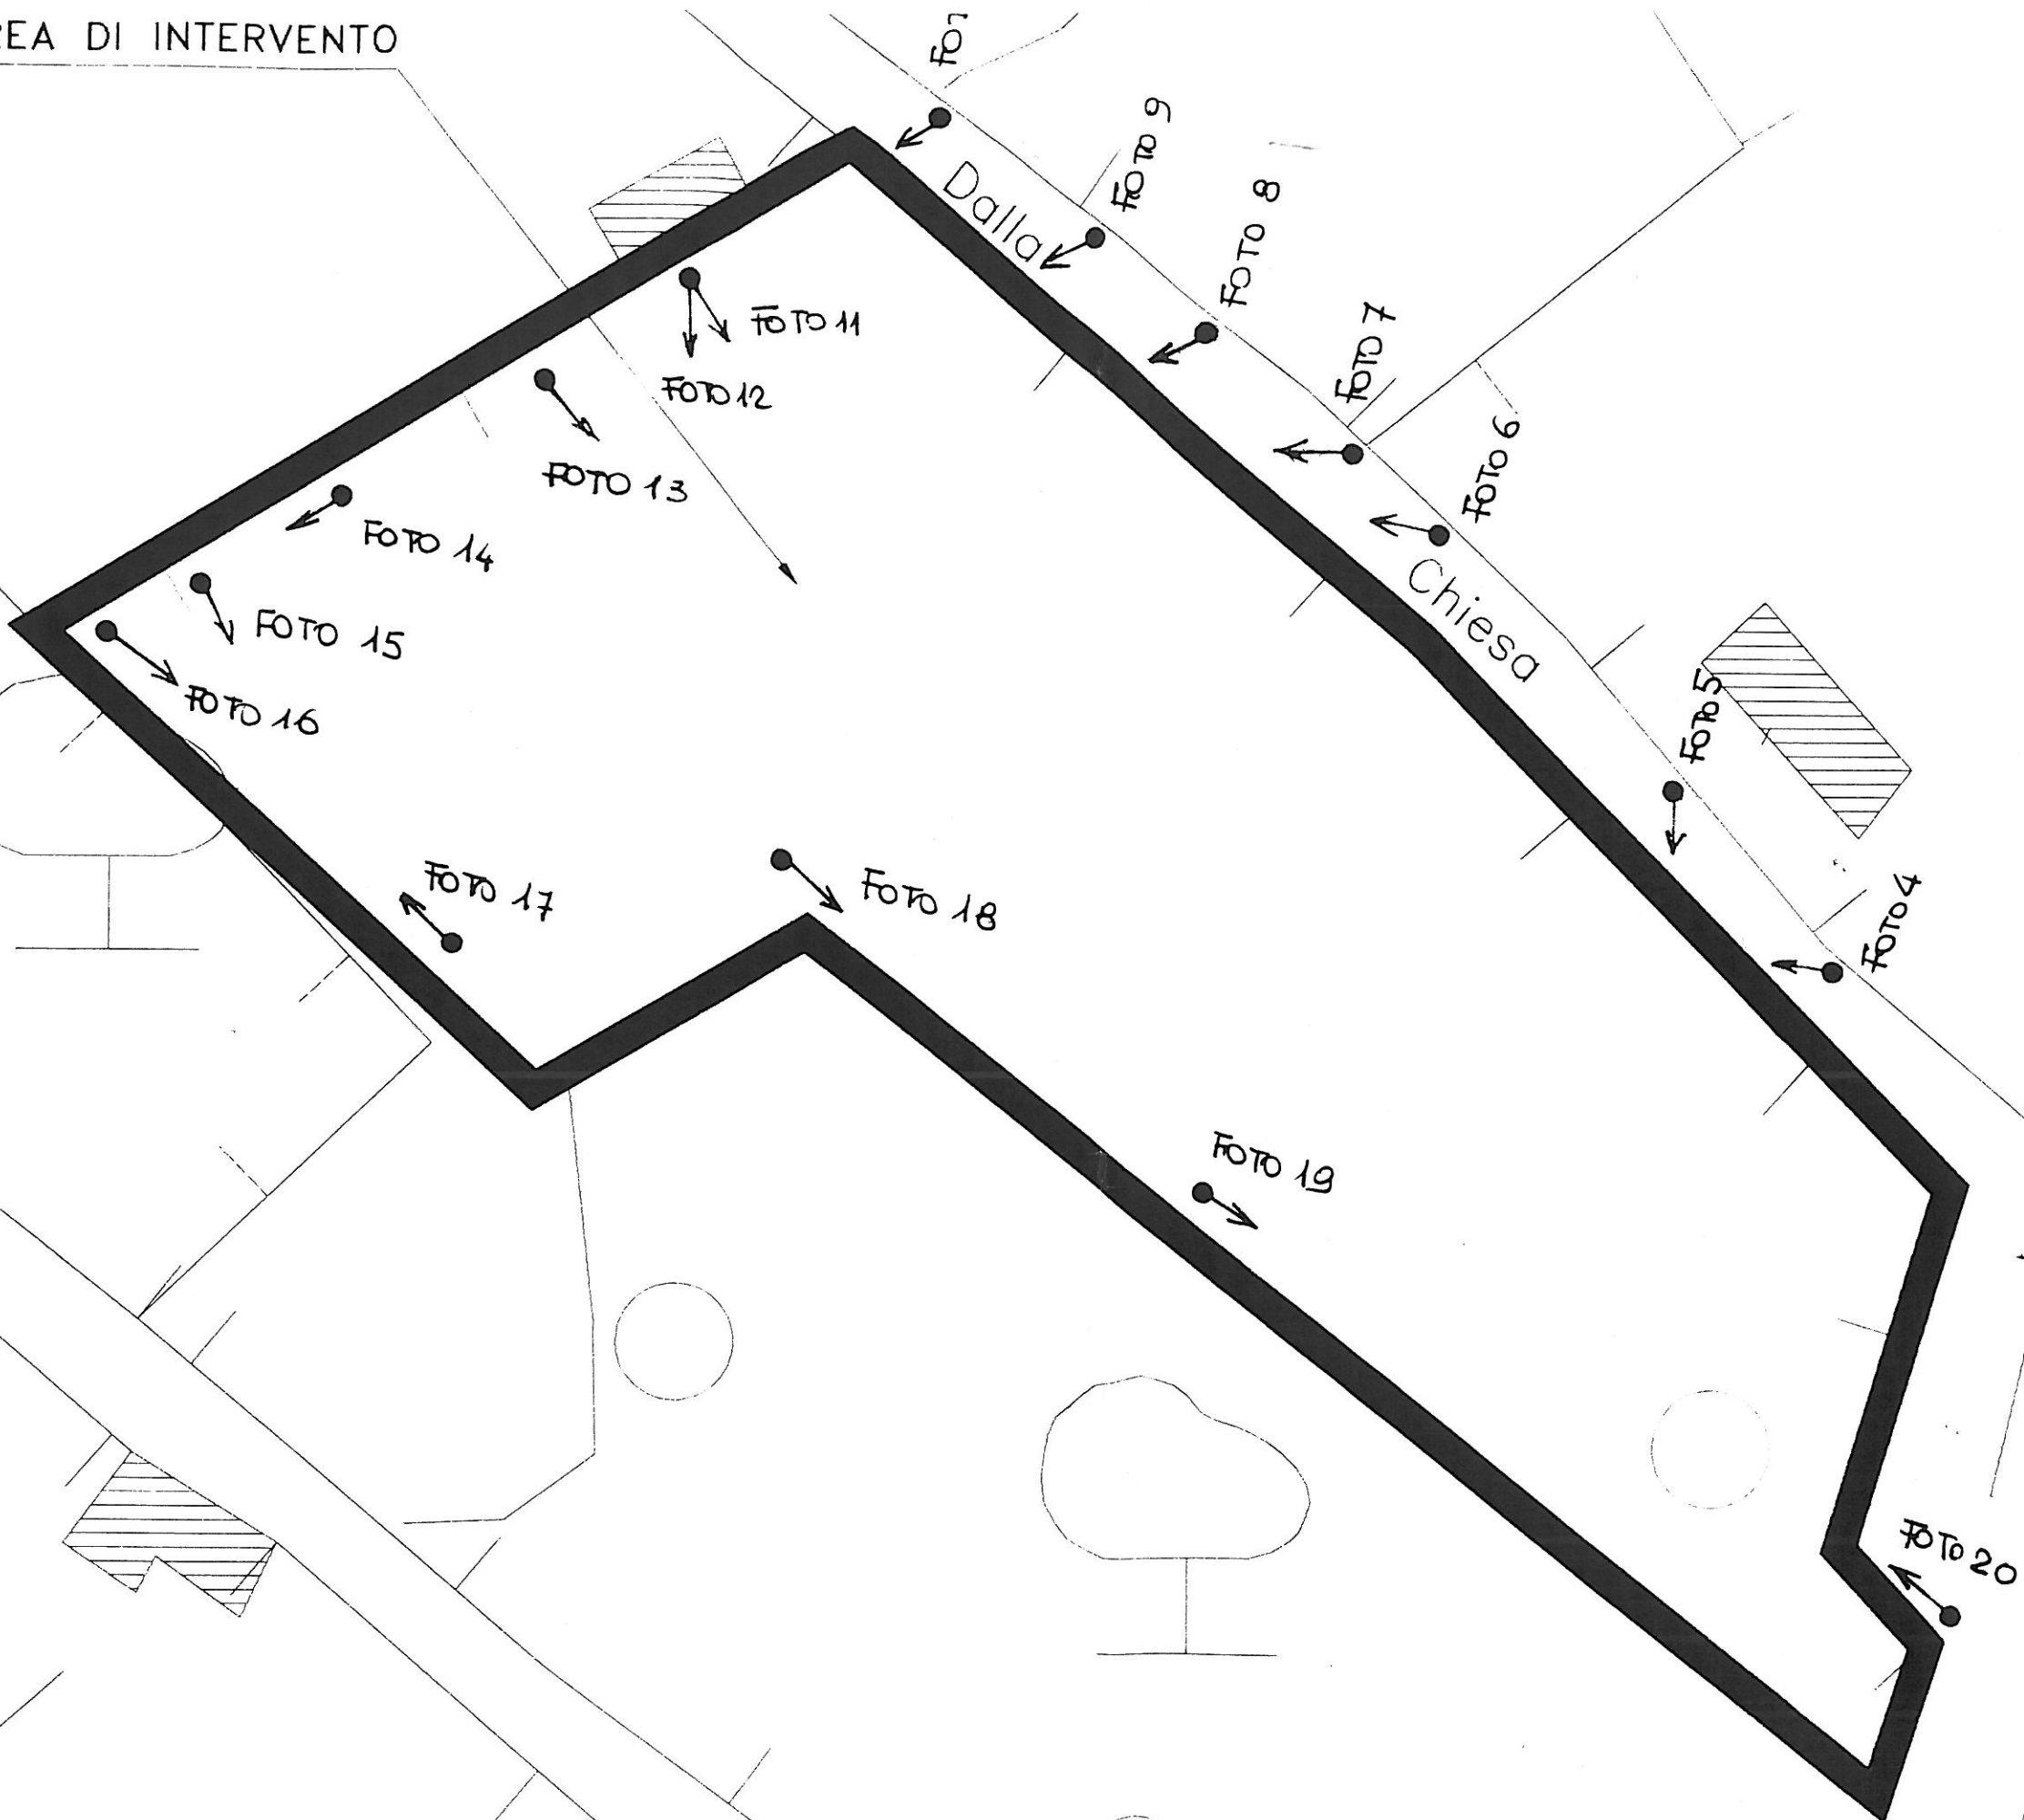 EA DI INTERVENTO
FOTO 9
Dalla
FOTO 8
FOTO 11
FOTO 7
FOTO 12
FOTO 6
FOTO 13
FOTO 14
Chiesa
FOTO 15
FOTO 5
FOTO 16
FOTO 17
FOTO 18
FOTO 4
FOTO 19
FOTO 20